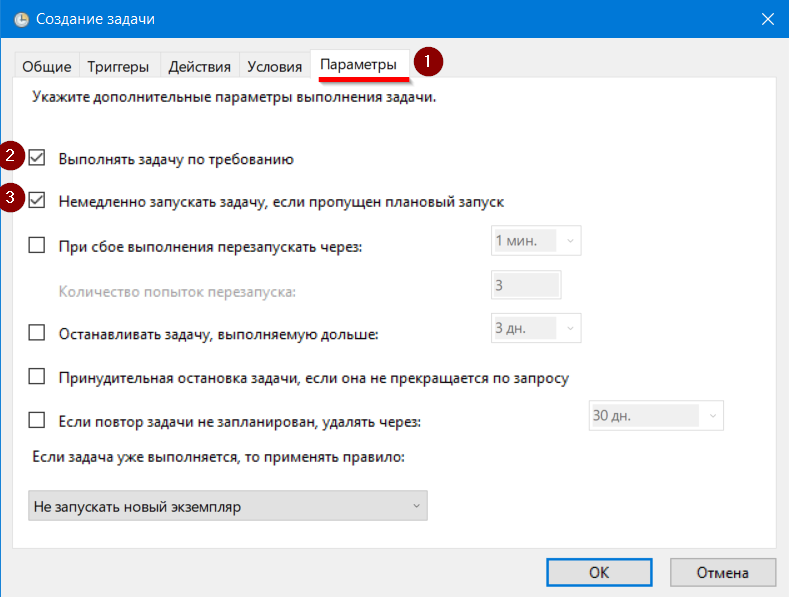 Создание задачи
Общие Триггеры Действия Условия Параметры 1
Укажите дополнительные параметры выполнения задачи.
2 Выполнять задачу по требованию
3 Немедленно запускать задачу, если пропущен плановый запуск
При сбое выполнения перезапускать через: 1 мин.
Количество попыток перезапуска: 3
Останавливать задачу, выполняемую дольше: 3 дн.
Принудительная остановка задачи, если она не прекращается по запросу
Если повтор задачи не запланирован, удалять через: 30 дн.
Если задача уже выполняется, то применять правило:
Не запускать новый экземпляр
ОК Отмена